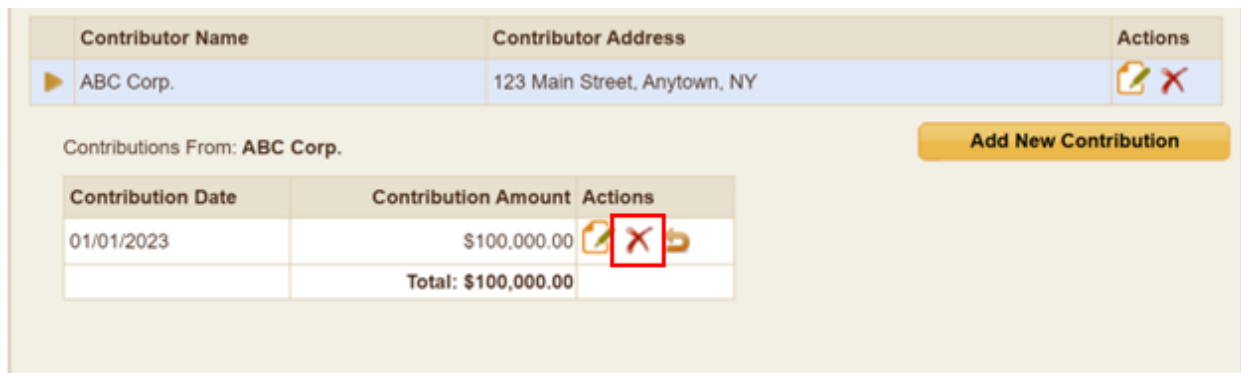 Contributor Name Contributor Address Actions
ABC Corp. 123 Main Street, Anytown, NY
Contributions From: ABC Corp. Add New Contribution
Contribution Date Contribution Amount Actions
01/01/2023 $100,000.00
Total: $100,000.00